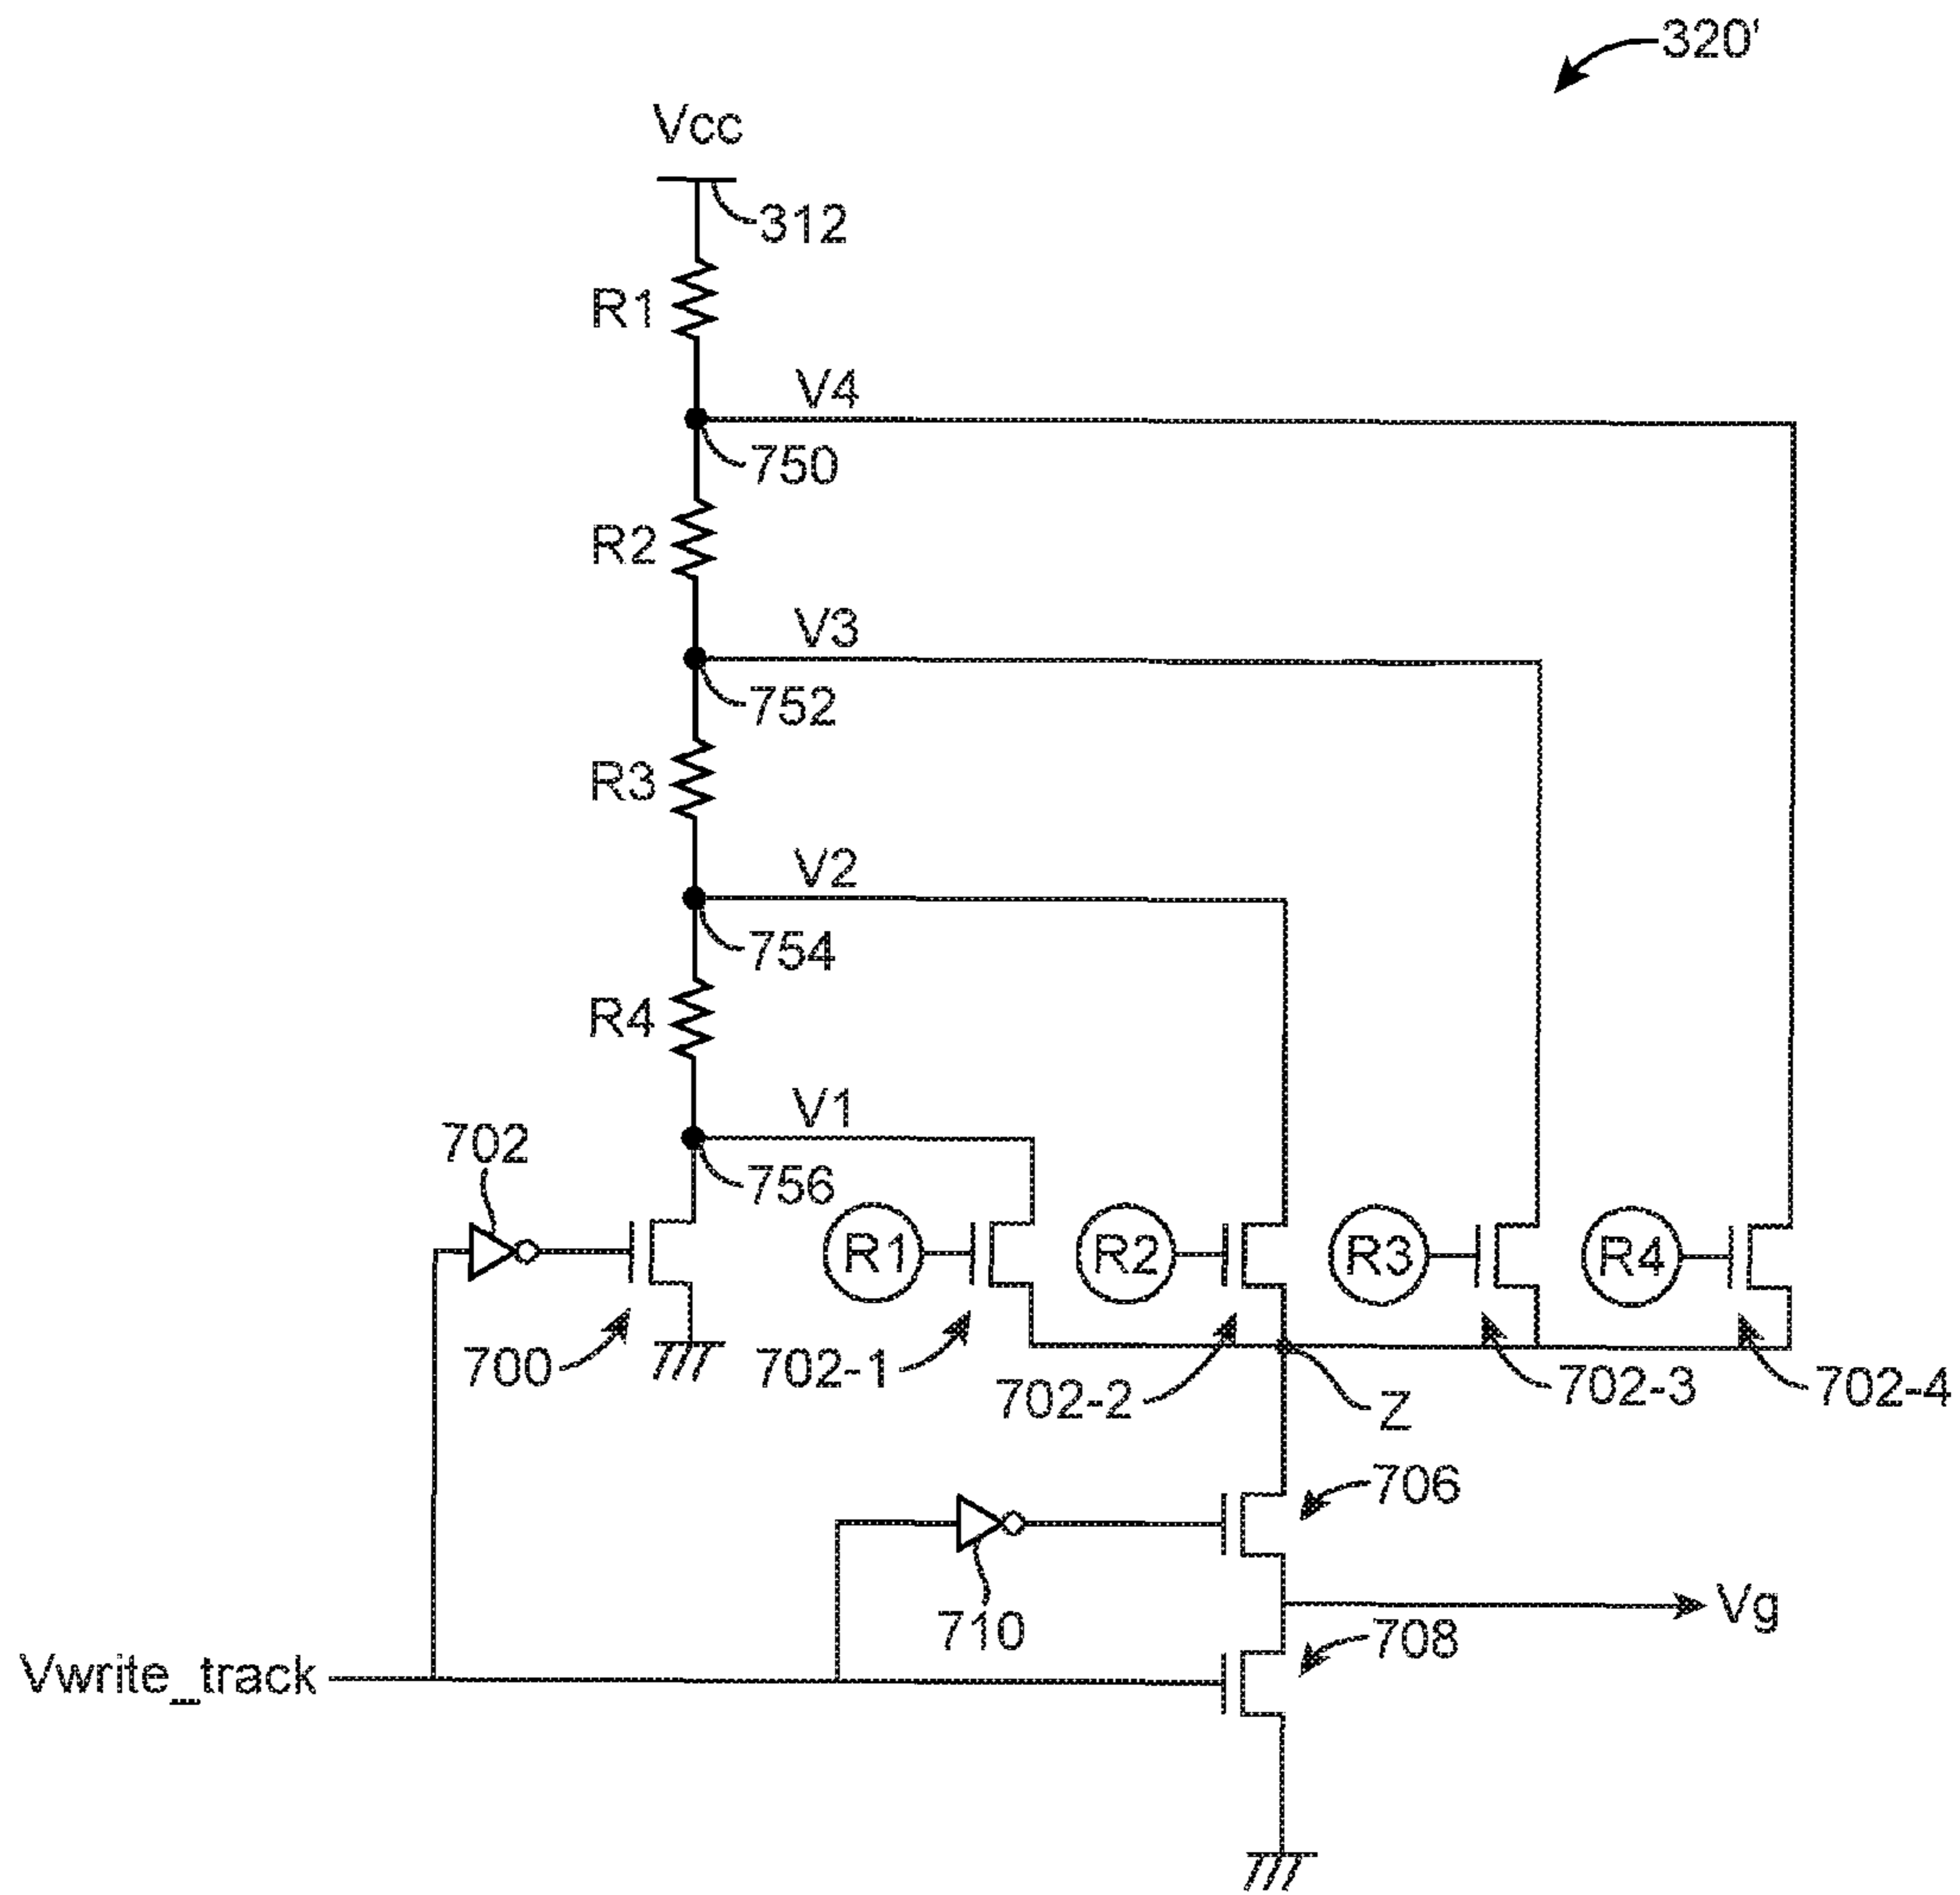 320'
Vcc
312
R1
V4
750
R2
V3
752
R3
V2
754
R4
V1
702
756
R1
R2
R3
R4
700
702-1
702-2
Z
702-3
702-4
706
710
Vg
708
Vwrite_track